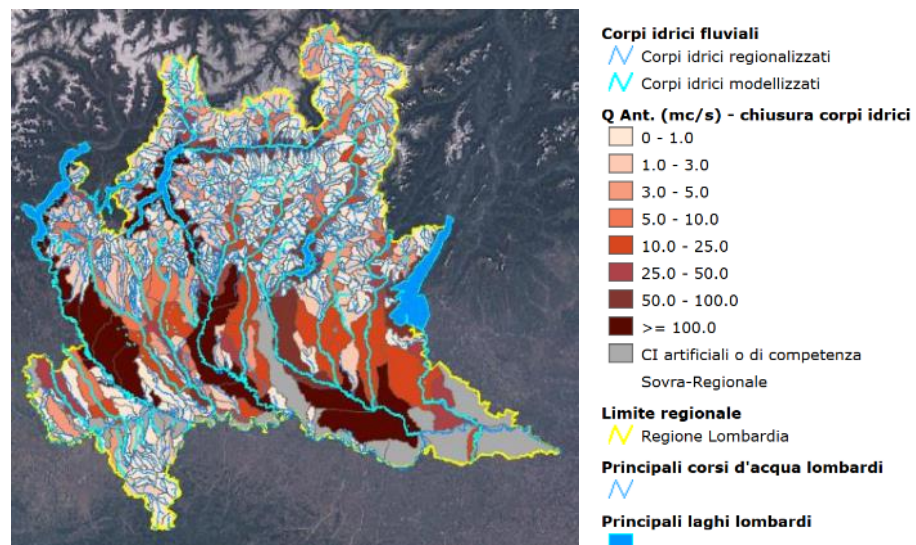 Corpi idrici fluviali
Corpi idrici regionalizzati
Corpi idrici modellizzati
Q Ant. (mc/s) - chiusura corpi idrici
0 - 1.0
1.0 - 3.0
3.0 - 5.0
5.0 - 10.0
10.0 - 25.0
25.0 - 50.0
50.0 - 100.0
>= 100.0
CI artificiali o di competenza
Sovra-Regionale
Limite regionale
Regione Lombardia
Principali corsi d'acqua lombardi
Principali laghi lombardi